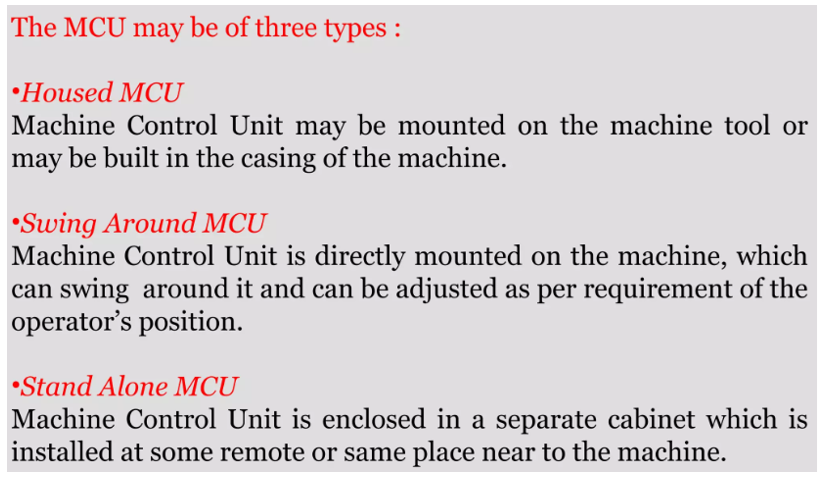 The MCU may be of three types :
•Housed MCU
Machine Control Unit may be mounted on the machine tool or
may be built in the casing of the machine.
•Swing Around MCU
Machine Control Unit is directly mounted on the machine, which
can swing  around it and can be adjusted as per requirement of the
operator’s position.
•Stand Alone MCU
Machine Control Unit is enclosed in a separate cabinet which is
installed at some remote or same place near to the machine.